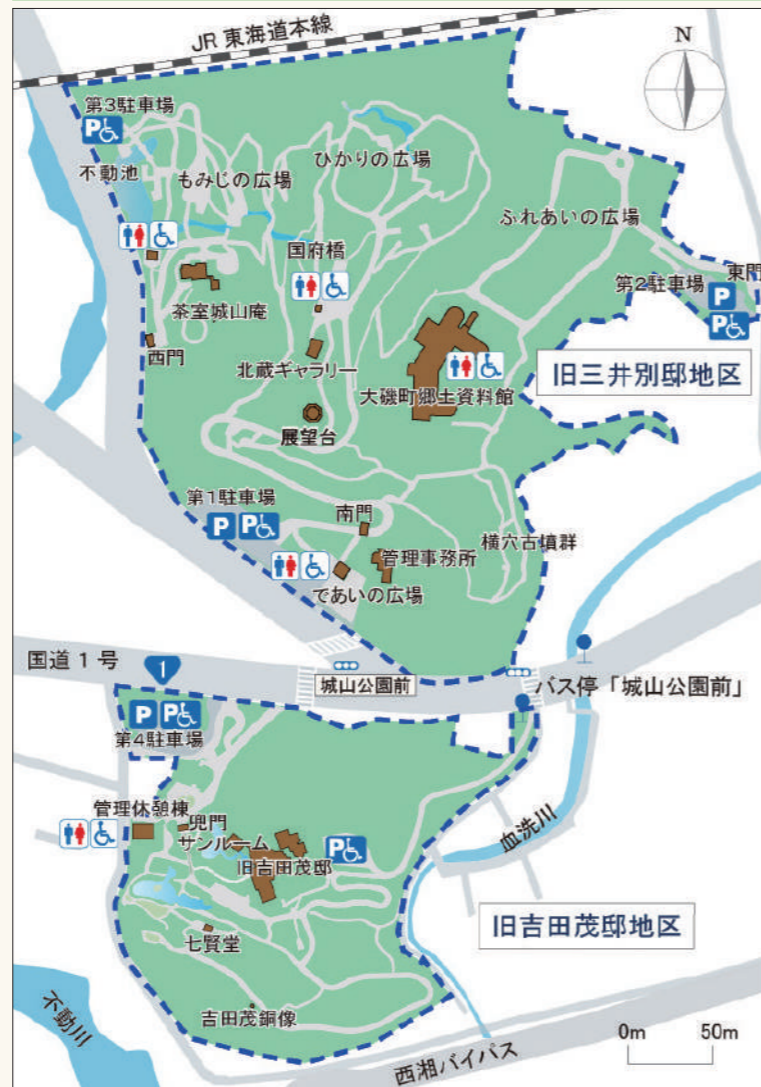 JR 東海道本線
N
第3駐車場
P
不動池
もみじの広場
ひかりの広場
ふれあいの広場
国府橋
東門
第2駐車場
P
P
茶室城山庵
西門
北蔵ギャラリー
大磯町郷土資料館
旧三井別邸地区
展望台
第1駐車場
P P
南門
管理事務所
横穴古墳群
であいの広場
国道1号
1
城山公園前
バス停「城山公園前」
P P
第4駐車場
管理休憩棟
兜門
サンルーム
P
旧吉田茂邸
血洗川
旧吉田茂邸地区
七賢堂
吉田茂銅像
不動川
西湘バイパス
0m 50m